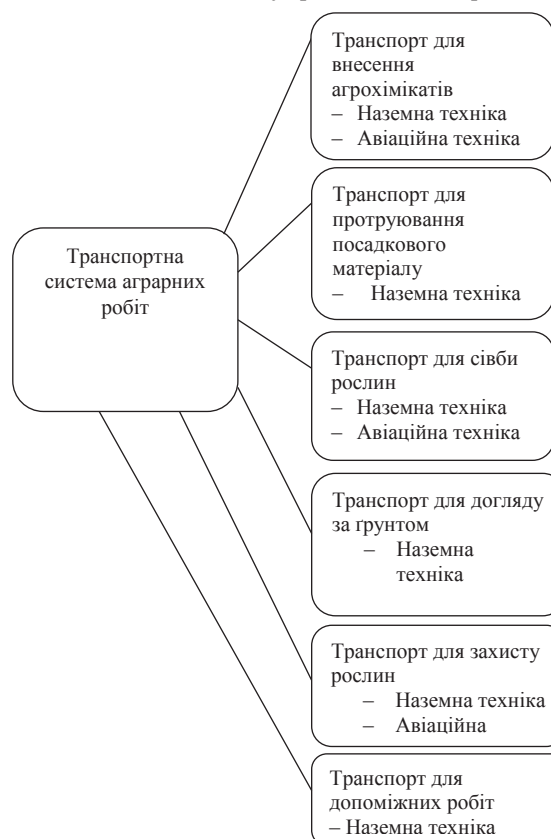 Транспорт для
внесення
агрохімікатів
– Наземна техніка
– Авіаційна техніка
Транспорт для
протруювання
посадкового
матеріалу
– Наземна техніка
Транспортна
система аграрних
робіт
Транспорт для сівби
рослин
– Наземна техніка
– Авіаційна техніка
Транспорт для догляду
за ґрунтом
– Наземна
техніка
Транспорт для захисту
рослин
– Наземна техніка
– Авіаційна
Транспорт для
допоміжних робіт
– Наземна техніка